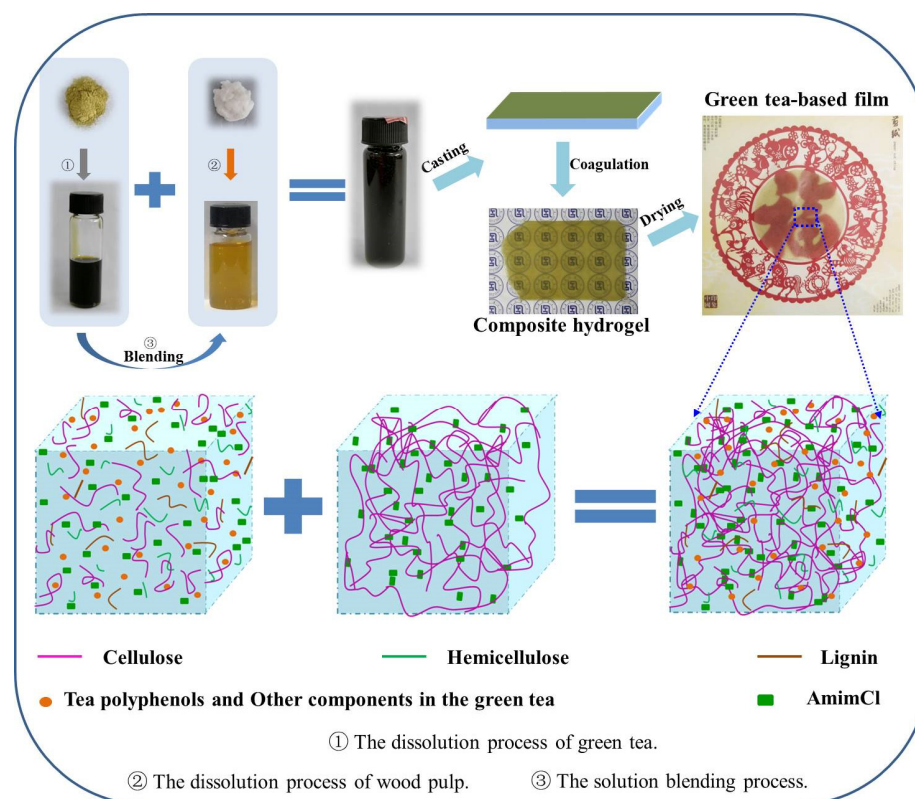 Green tea-based film
①
②
Casting
Coagulation
Drying
Composite hydrogel
③
Blending
Cellulose
Hemicellulose
Lignin
Tea polyphenols and Other components in the green tea
AmimCl
① The dissolution process of green tea.
② The dissolution process of wood pulp.
③ The solution blending process.